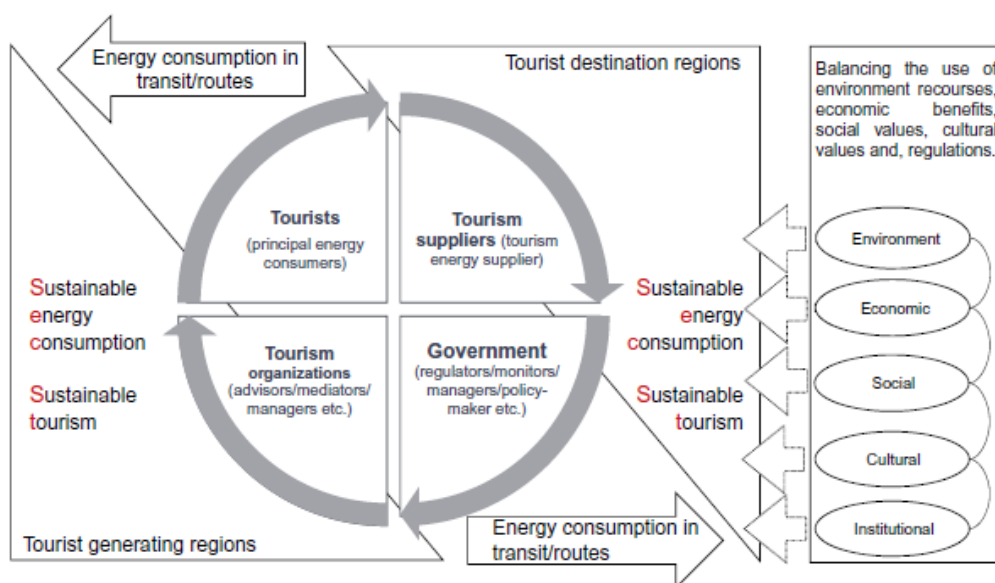 Energy consumption in
transit/routes
Tourist destination regions
Balancing the use of
environment recourses,
economic benefits,
social values, cultural
values and, regulations.
Tourists
(principal energy
consumers)
Tourism
suppliers (tourism
energy supplier)
Sustainable
energy
consumption
Sustainable
tourism
Tourism
organizations
(advisors/mediators/
managers etc.)
Government
(regulators/monitors/
managers/policy-
maker etc.)
Sustainable
energy
consumption
Sustainable
tourism
Environment
Economic
Social
Cultural
Institutional
Tourist generating regions
Energy consumption in
transit/routes